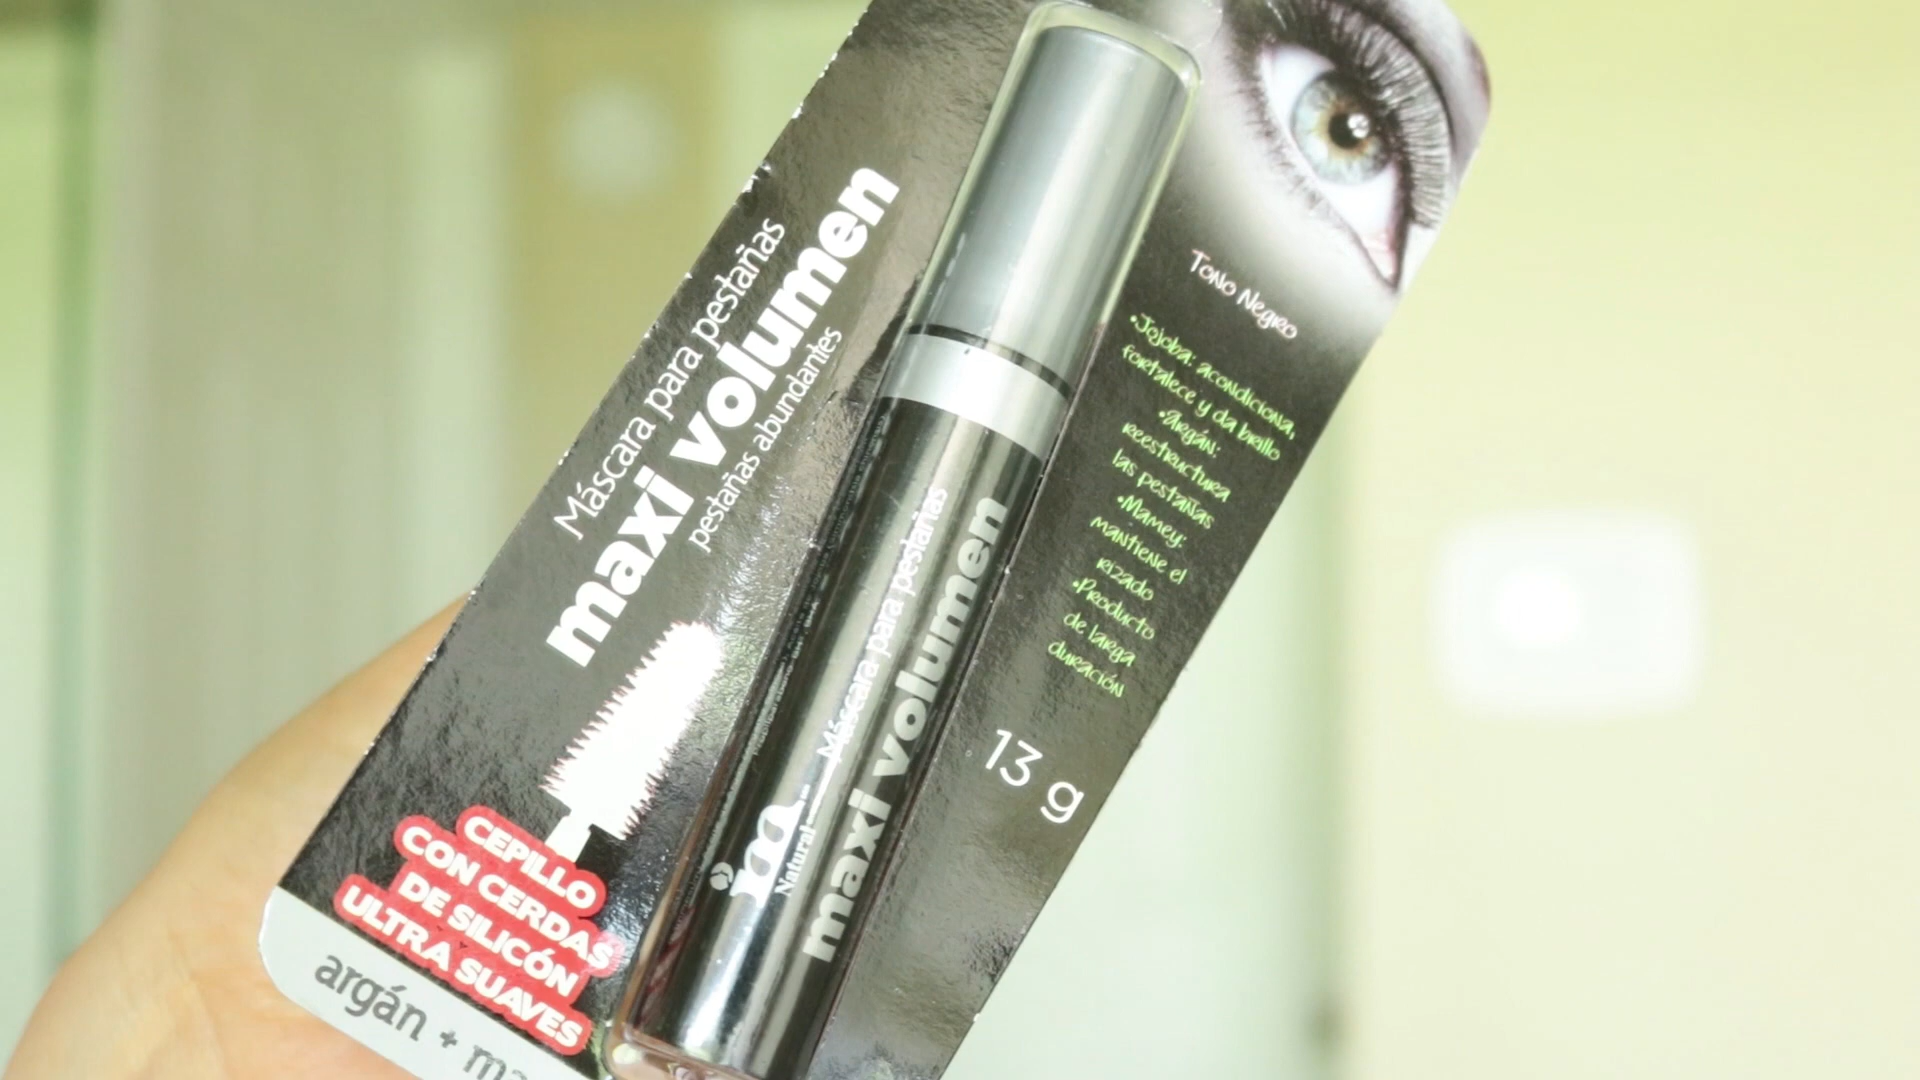 Máscara para pestañas
maxi volumen
pestañas abundantes
CEPILLO
CON CERDAS
DE SILICÓN
ULTRA SUAVES
argán +
Máscara para pestañas
maxi volumen
m
Natural
Tono Negro
•Jojoba: acondiciona,
fortalece y da brillo
•Argán:
reestructura
las pestañas
•Mamey:
mantiene el
rizado
•Producto
de larga
duración
13 g